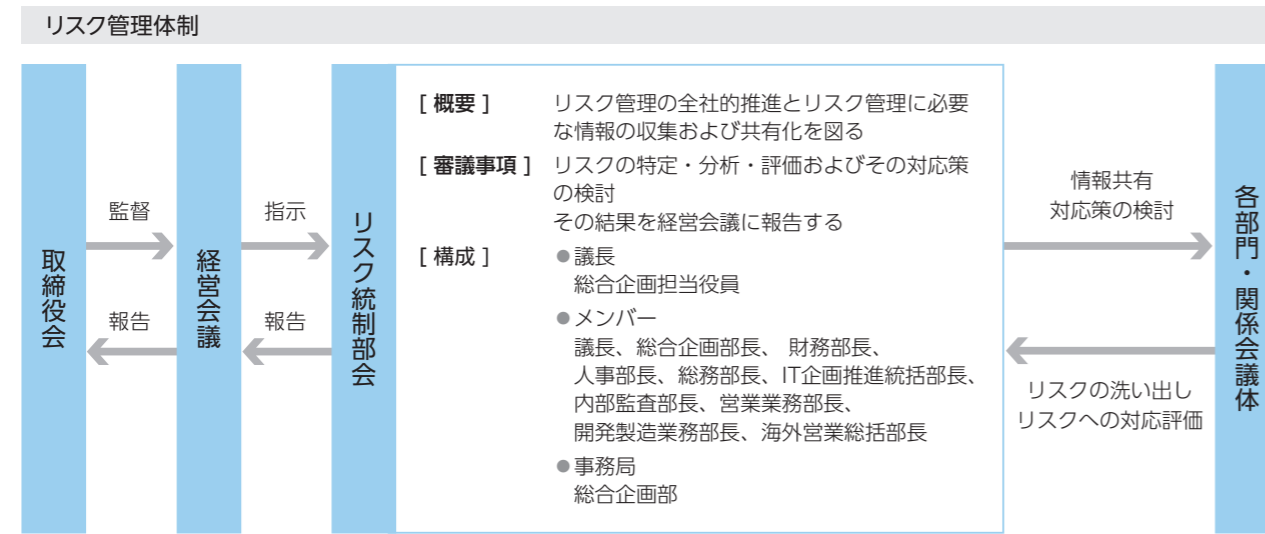 リスク管理体制
取締役会
監督
報告
経営会議
指示
報告
リスク統制部会
[ 概要 ] リスク管理の全社的推進とリスク管理に必要
な情報の収集および共有化を図る
[ 審議事項 ] リスクの特定・分析・評価およびその対応策
の検討
その結果を経営会議に報告する
[ 構成 ] ●議長
総合企画担当役員
●メンバー
議長、総合企画部長、 財務部長、
人事部長、総務部長、IT企画推進統括部長、
内部監査部長、営業業務部長、
開発製造業務部長、海外営業総括部長
●事務局
総合企画部
情報共有
対応策の検討
リスクの洗い出し
リスクへの対応評価
各部門・関係会議体